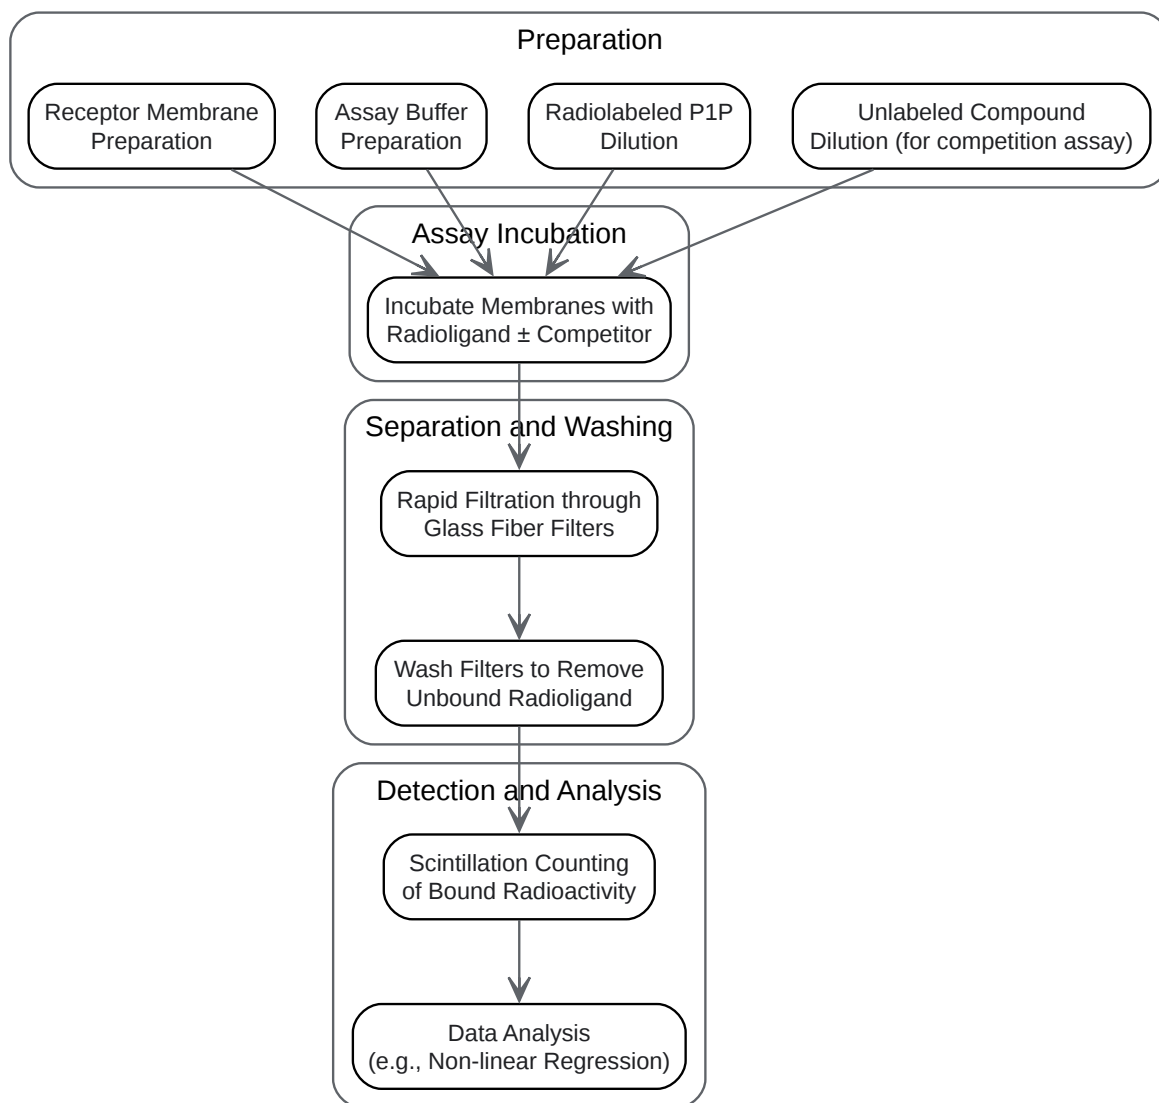 Preparation
Receptor Membrane
Preparation
Assay Buffer
Preparation
Radiolabeled P1P
Dilution
Unlabeled Compound
Dilution (for competition assay)
Assay Incubation
Incubate Membranes with
Radioligand ± Competitor
Separation and Washing
Rapid Filtration through
Glass Fiber Filters
Wash Filters to Remove
Unbound Radioligand
Detection and Analysis
Scintillation Counting
of Bound Radioactivity
Data Analysis
(e.g., Non-linear Regression)